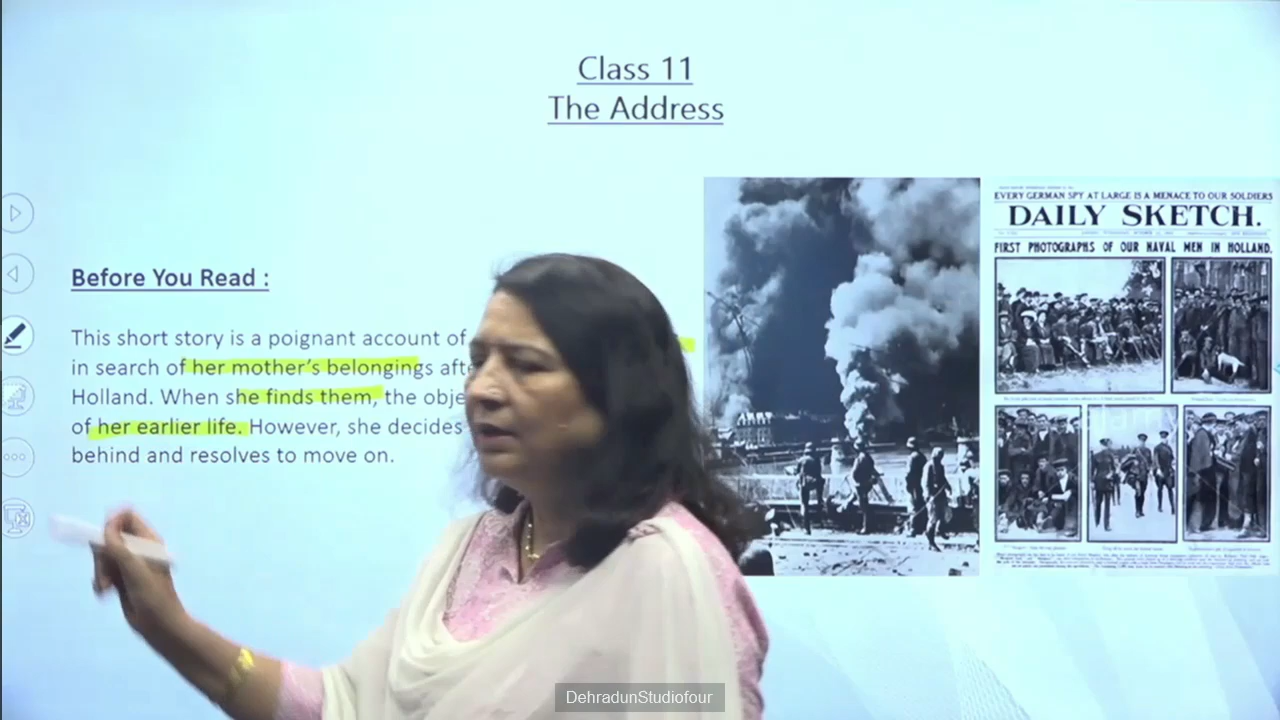 Class 11
The Address
EVERY GERMAN SPY AT LARGE IS A MENACE TO OUR SOLDIERS
DAILY SKETCH.
FIRST PHOTOGRAPHS OF OUR NAVAL MEN IN HOLLAND.
Before You Read :
This short story is a poignant account of
in search of her mother's belongings afte
Holland. When she finds them, the obje
of her earlier life. However, she decides
behind and resolves to move on.
DehradunStudiofour